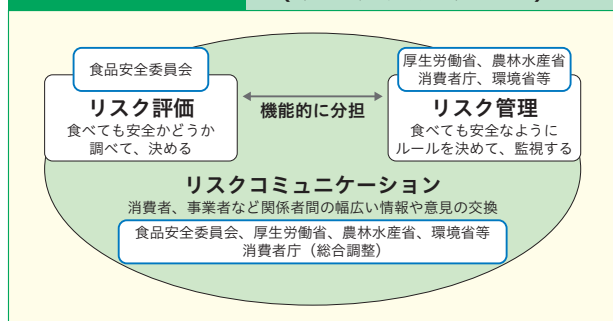 食品安全委員会
リスク評価
食べても安全かどうか
調べて、決める
機能的に分担
厚生労働省、農林水産省
消費者庁、環境省等
リスク管理
食べても安全なように
ルールを決めて、監視する
リスクコミュニケーション
消費者、事業者など関係者間の幅広い情報や意見の交換
食品安全委員会、厚生労働省、農林水産省、環境省等
消費者庁（総合調整）